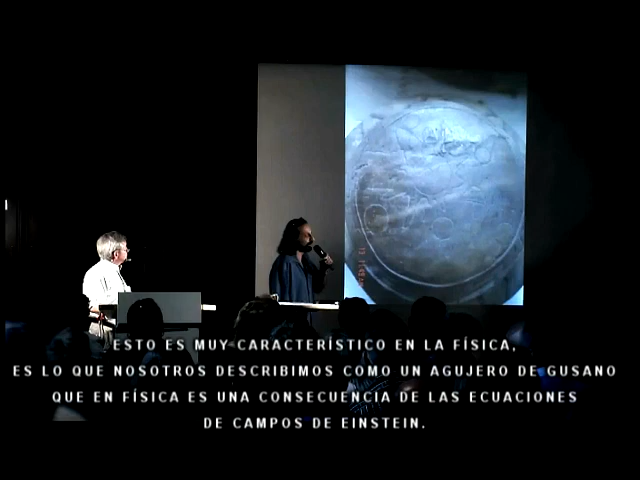 ESTO ES MUY CARACTERÍSTICO EN LA FÍSICA,
ES LO QUE NOSOTROS DESCRIBIMOS COMO UN AGUJERO DE GUSANO
QUE EN FÍSICA ES UNA CONSECUENCIA DE LAS ECUACIONES
DE CAMPOS DE EINSTEIN.